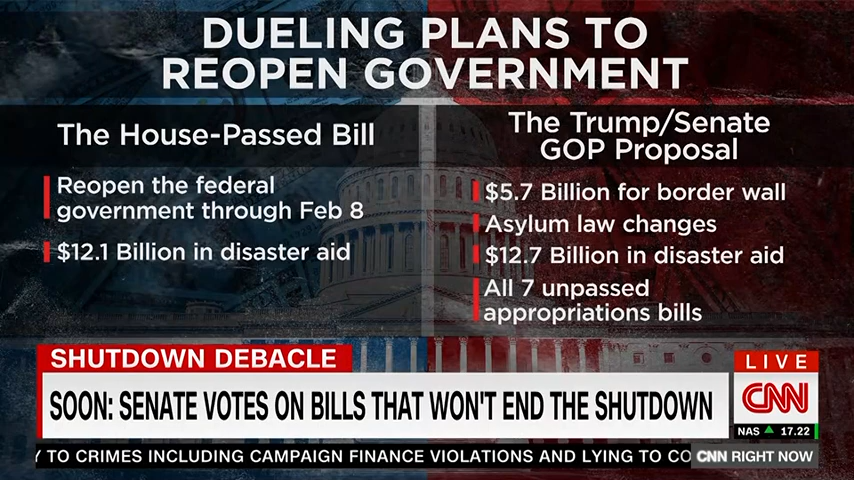 DUELING PLANS TO
REOPEN GOVERNMENT
The House-Passed Bill
Reopen the federal
government through Feb 8
$12.1 Billion in disaster aid
The Trump/Senate
GOP Proposal
$5.7 Billion for border wall
Asylum law changes
$12.7 Billion in disaster aid
All 7 unpassed
appropriations bills
SHUTDOWN DEBACLE
SOON: SENATE VOTES ON BILLS THAT WON'T END THE SHUTDOWN
LIVE
CNN
NAS ▲ 17.22
Y TO CRIMES INCLUDING CAMPAIGN FINANCE VIOLATIONS AND LYING TO CO
CNN RIGHT NOW